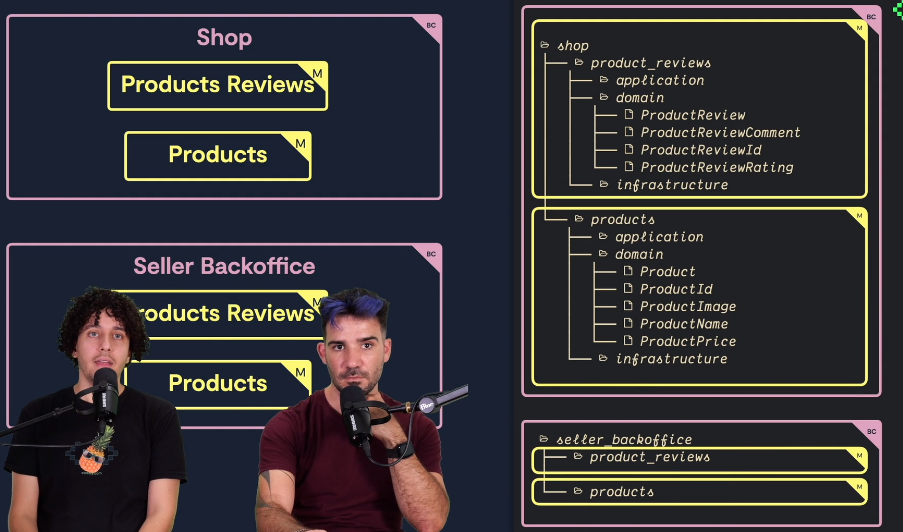 Shop
BC
Products Reviews
M
Products
M
Seller Backoffice
BC
Products Reviews
M
Products
M
BC
M
shop
product_reviews
application
domain
ProductReview
ProductReviewComment
ProductReviewId
ProductReviewRating
infrastructure
M
products
application
domain
Product
ProductId
ProductImage
ProductName
ProductPrice
infrastructure
BC
seller_backoffice
product_reviews
M
products
M